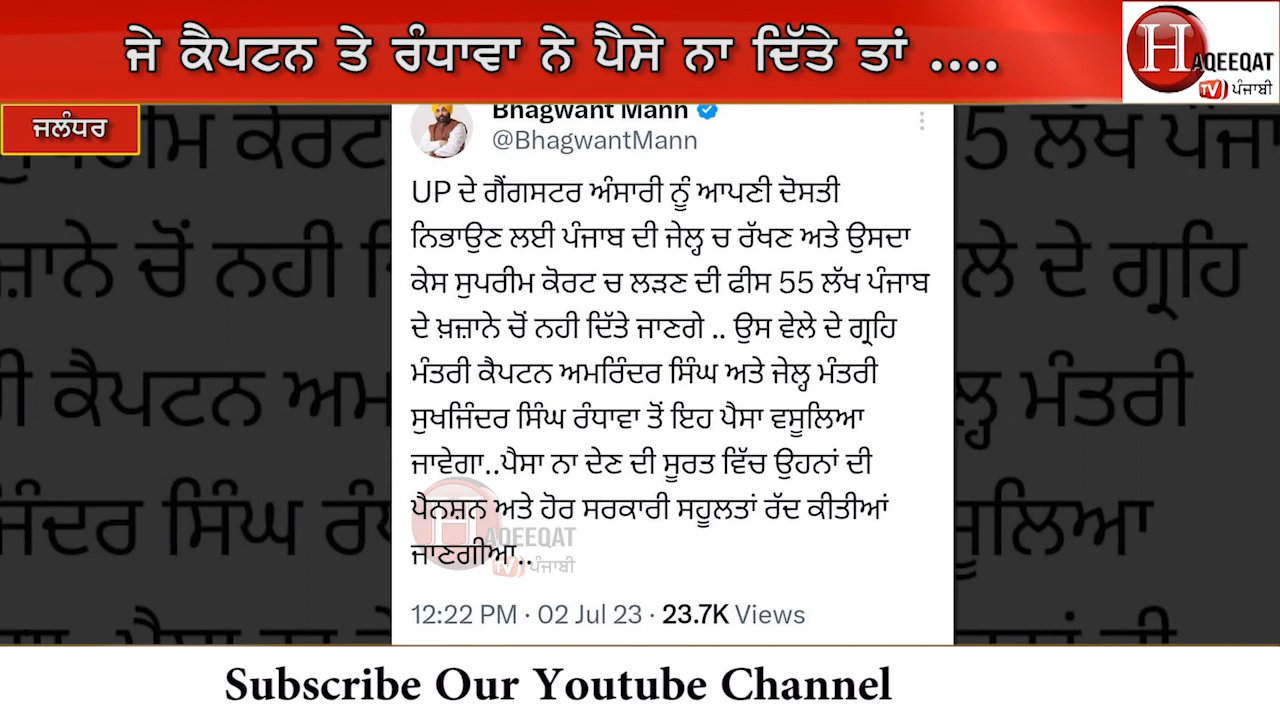 ਜੇ ਕੈਪਟਨ ਤੇ ਰੰਧਾਵਾ ਨੇ ਪੈਸੇ ਨਾ ਦਿੱਤੇ ਤਾਂ ....
HAQEEQAT
TV ਪੰਜਾਬੀ
ਜਲੰਧਰ
Bhagwant Mann
@BhagwantMann
UP ਦੇ ਗੈਂਗਸਟਰ ਅੰਸਾਰੀ ਨੂੰ ਆਪਣੀ ਦੋਸਤੀ
ਨਿਭਾਉਣ ਲਈ ਪੰਜਾਬ ਦੀ ਜੇਲ੍ਹ ਚ ਰੱਖਣ ਅਤੇ ਉਸਦਾ
ਕੇਸ ਸੁਪਰੀਮ ਕੋਰਟ ਚ ਲੜਣ ਦੀ ਫੀਸ 55 ਲੱਖ ਪੰਜਾਬ
ਦੇ ਖ਼ਜ਼ਾਨੇ ਚੋਂ ਨਹੀ ਦਿੱਤੇ ਜਾਣਗੇ .. ਉਸ ਵੇਲੇ ਦੇ ਗ੍ਰਹਿ
ਮੰਤਰੀ ਕੈਪਟਨ ਅਮਰਿੰਦਰ ਸਿੰਘ ਅਤੇ ਜੇਲ੍ਹ ਮੰਤਰੀ
ਸੁਖਜਿੰਦਰ ਸਿੰਘ ਰੰਧਾਵਾ ਤੋਂ ਇਹ ਪੈਸਾ ਵਸੂਲਿਆ
ਜਾਵੇਗਾ..ਪੈਸਾ ਨਾ ਦੇਣ ਦੀ ਸੂਰਤ ਵਿੱਚ ਉਹਨਾਂ ਦੀ
ਪੈਨਸ਼ਨ ਅਤੇ ਹੋਰ ਸਰਕਾਰੀ ਸਹੂਲਤਾਂ ਰੱਦ ਕੀਤੀਆਂ
ਜਾਣਗੀਆ..
HAQEEQAT
TV ਪੰਜਾਬੀ
12:22 PM · 02 Jul 23 · 23.7K Views
Subscribe Our Youtube Channel